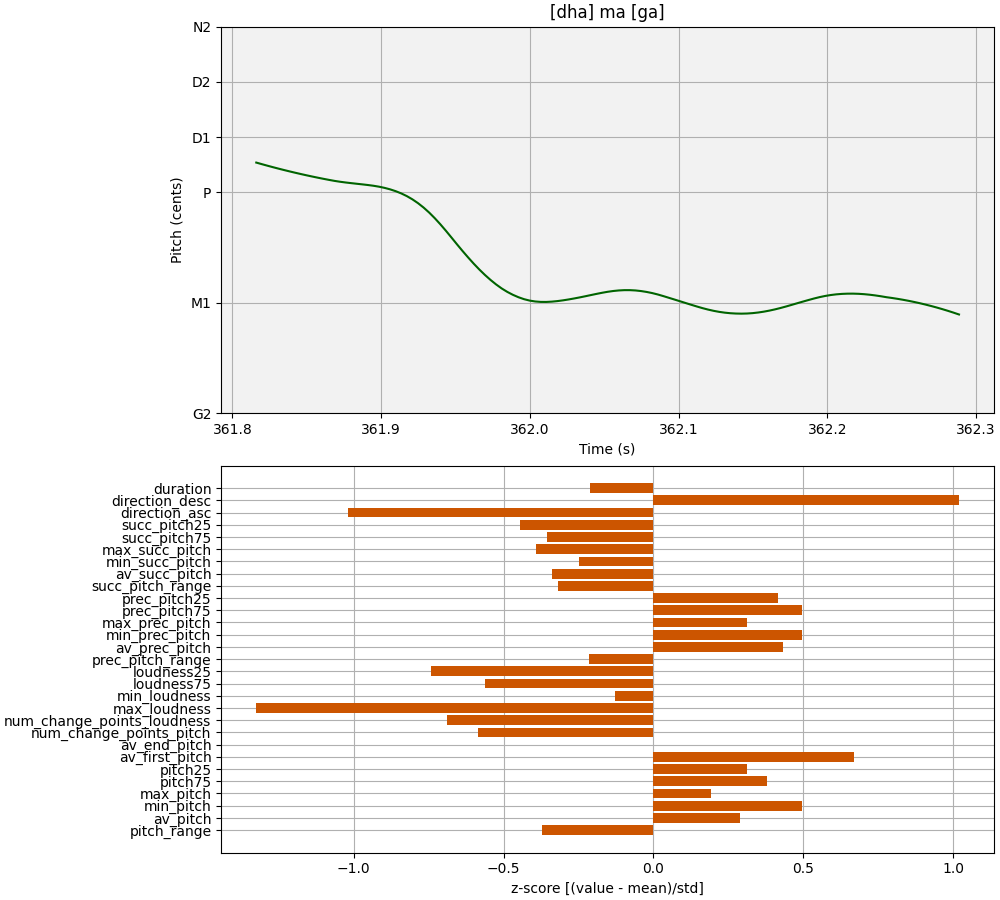 [dha] ma [ga]
N2
D2
D1
P
M1
G2
Pitch (cents)
361.8 361.9 362.0 362.1 362.2 362.3
Time (s)
duration
direction_desc
direction_asc
succ_pitch25
succ_pitch75
max_succ_pitch
min_succ_pitch
av_succ_pitch
succ_pitch_range
prec_pitch25
prec_pitch75
max_prec_pitch
min_prec_pitch
av_prec_pitch
prec_pitch_range
loudness25
loudness75
min_loudness
max_loudness
num_change_points_loudness
num_change_points_pitch
av_end_pitch
av_first_pitch
pitch25
pitch75
max_pitch
min_pitch
av_pitch
pitch_range
−1.0 −0.5 0.0 0.5 1.0
z-score [(value - mean)/std]